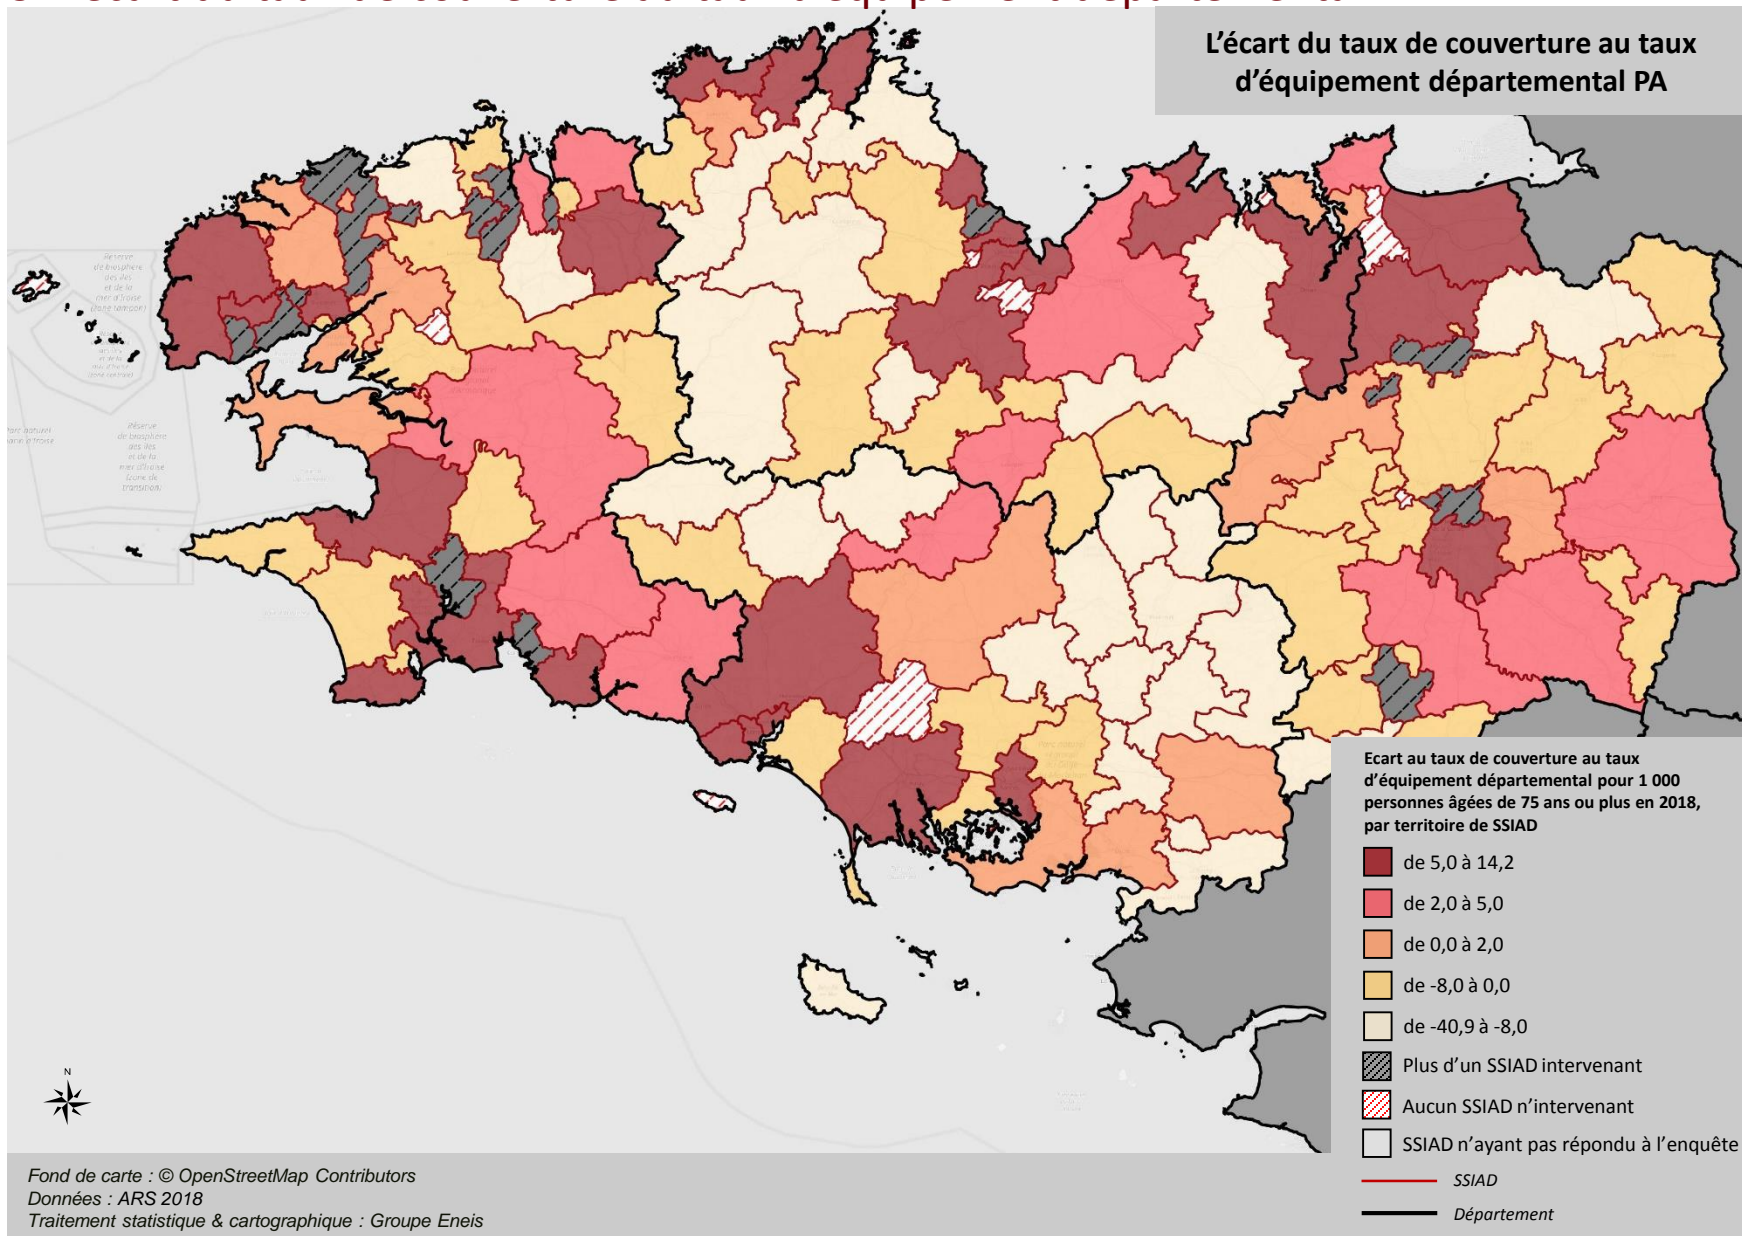 L'écart du taux de couverture au taux
d'équipement départemental PA
Ecart au taux de couverture au taux
d'équipement départemental pour 1 000
personnes âgées de 75 ans ou plus en 2018,
par territoire de SSIAD
de 5,0 à 14,2
de 2,0 à 5,0
de 0,0 à 2,0
de -8,0 à 0,0
de -40,9 à -8,0
Plus d'un SSIAD intervenant
Aucun SSIAD n'intervenant
SSIAD n'ayant pas répondu à l'enquête
SSIAD
Département
N
Fond de carte : © OpenStreetMap Contributors
Données : ARS 2018
Traitement statistique & cartographique : Groupe Eneis